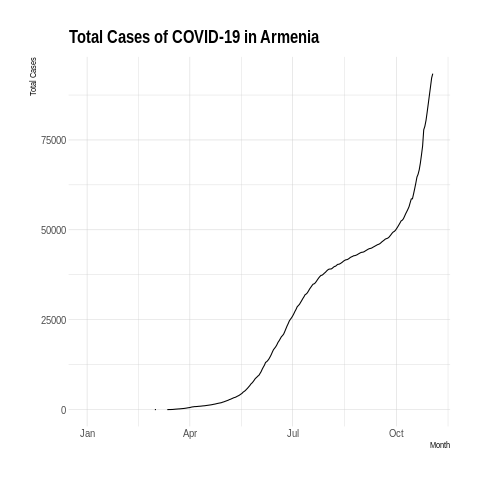 Total Cases of COVID-19 in Armenia
Total Cases
75000
50000
25000
0
Jan Apr Jul Oct
Month